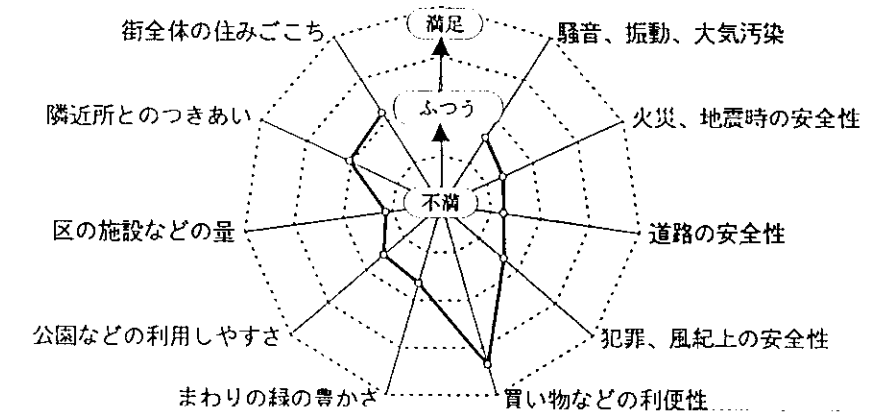 満足
街全体の住みごこち
騒音、振動、大気汚染
ふつう
隣近所とのつきあい
火災、地震時の安全性
不満
区の施設などの量
道路の安全性
公園などの利用しやすさ
犯罪、風紀上の安全性
まわりの緑の豊かさ
買い物などの利便性